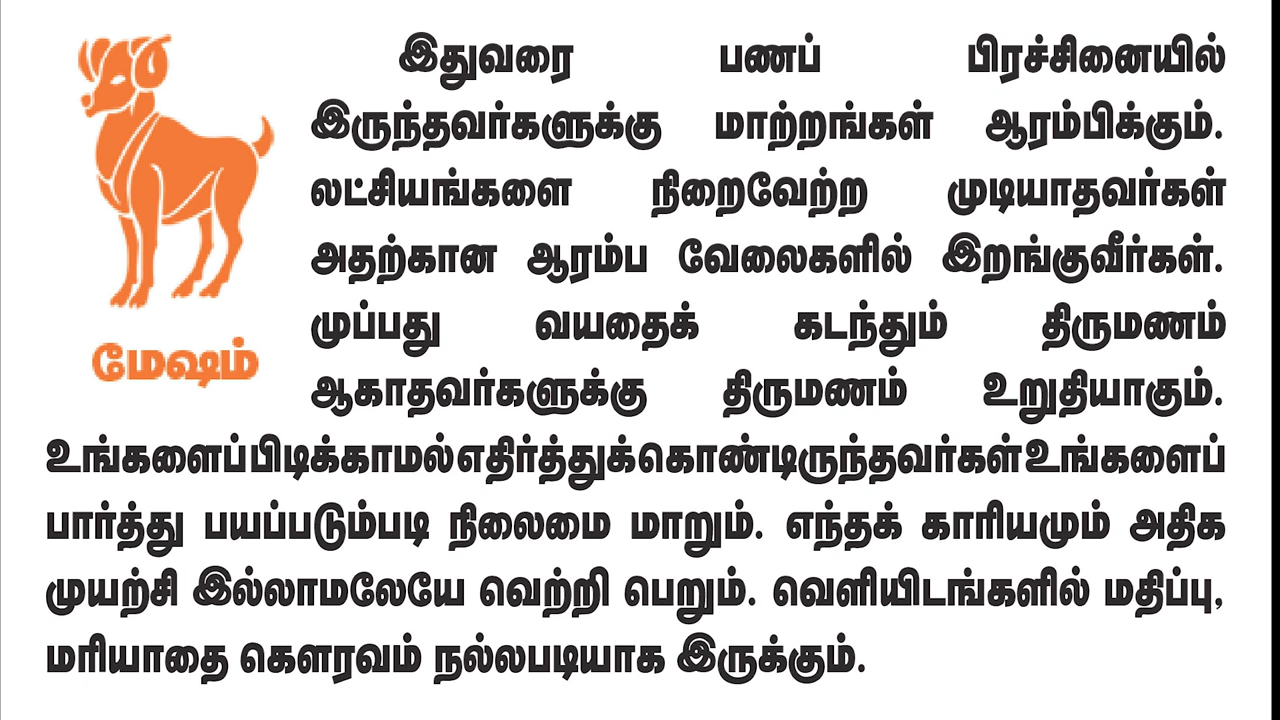 இதுவரை பணப் பிரச்சினையில்
இருந்தவர்களுக்கு மாற்றங்கள் ஆரம்பிக்கும்.
லட்சியங்களை நிறைவேற்ற முடியாதவர்கள்
அதற்கான ஆரம்ப வேலைகளில் இறங்குவீர்கள்.
முப்பது வயதைக் கடந்தும் திருமணம்
ஆகாதவர்களுக்கு திருமணம் உறுதியாகும்.
உங்களைப்பிடிக்காமல் எதிர்த்துக்கொண்டிருந்தவர்கள் உங்களைப்
பார்த்து பயப்படும்படி நிலைமை மாறும். எந்தக் காரியமும் அதிக
முயற்சி இல்லாமலேயே வெற்றி பெறும். வெளியிடங்களில் மதிப்பு,
மரியாதை கௌரவம் நல்லபடியாக இருக்கும்.
மேஷம்